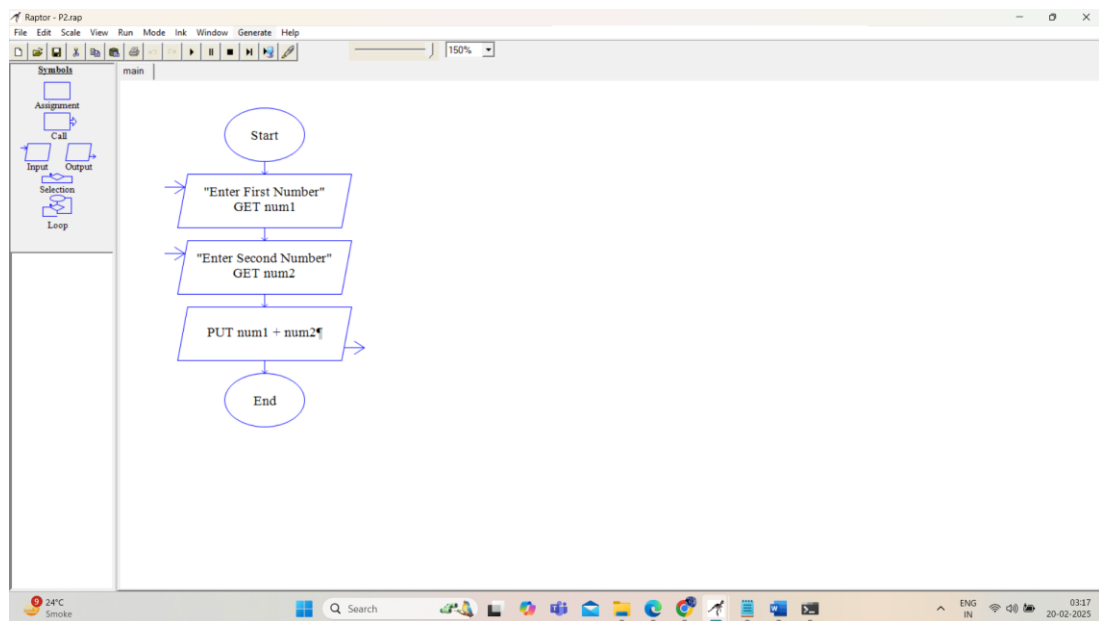 Raptor - P2.rap
File Edit Scale View Run Mode Ink Window Generate Help
150%
Symbols
Assignment
Call
Input Output
Selection
Loop
main
Start
"Enter First Number"
GET num1
"Enter Second Number"
GET num2
PUT num1 + num2¶
End
9
24°C
Smoke
Search
ENG
IN
03:17
20-02-2025